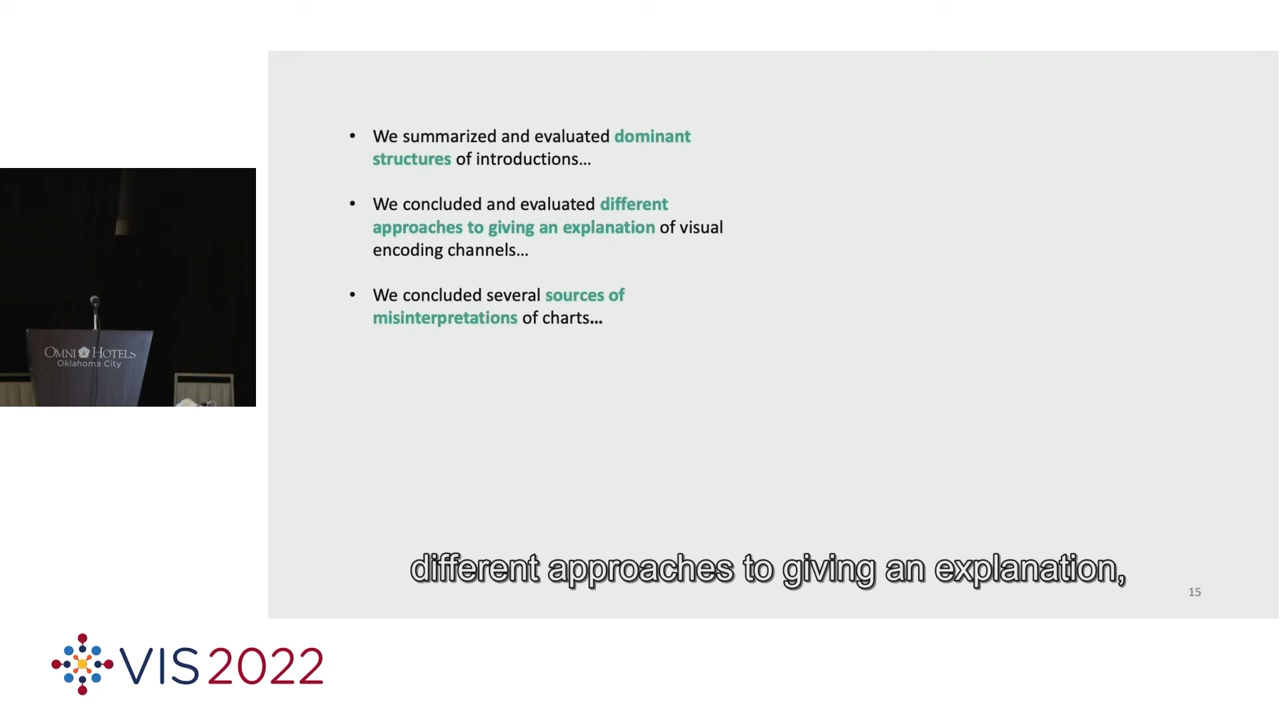 • We summarized and evaluated dominant
structures of introductions…
• We concluded and evaluated different
approaches to giving an explanation of visual
encoding channels…
• We concluded several sources of
misinterpretations of charts…
OMNI HOTELS
Oklahoma City
different approaches to giving an explanation,
15
VIS2022